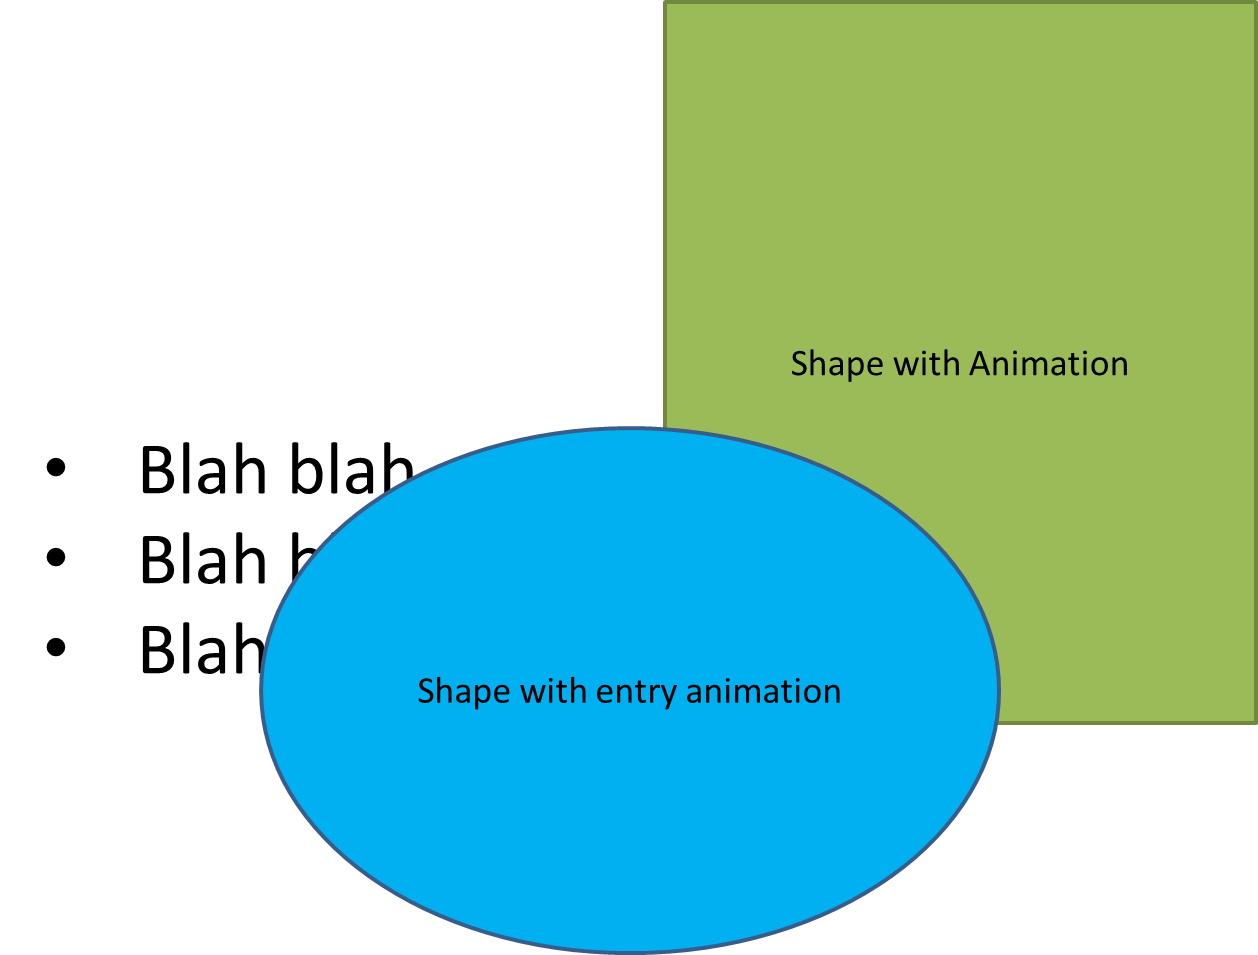 Shape with Animation
• Blah blah
• Blah
• Blah
Shape with entry animation